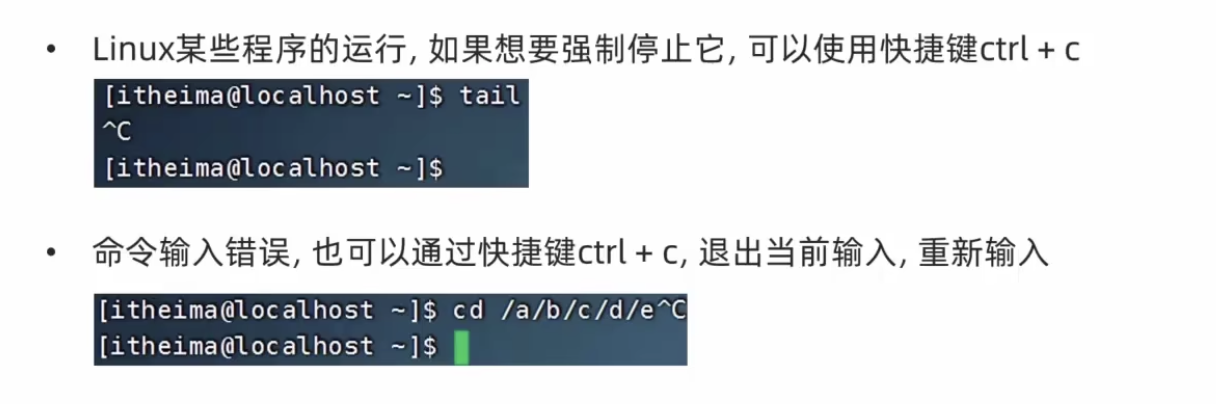 • Linux某些程序的运行, 如果想要强制停止它, 可以使用快捷键ctrl + c
[itheima@localhost ~]$ tail
^C
[itheima@localhost ~]$
• 命令输入错误, 也可以通过快捷键ctrl + c, 退出当前输入, 重新输入
[itheima@localhost ~]$ cd /a/b/c/d/e^C
[itheima@localhost ~]$